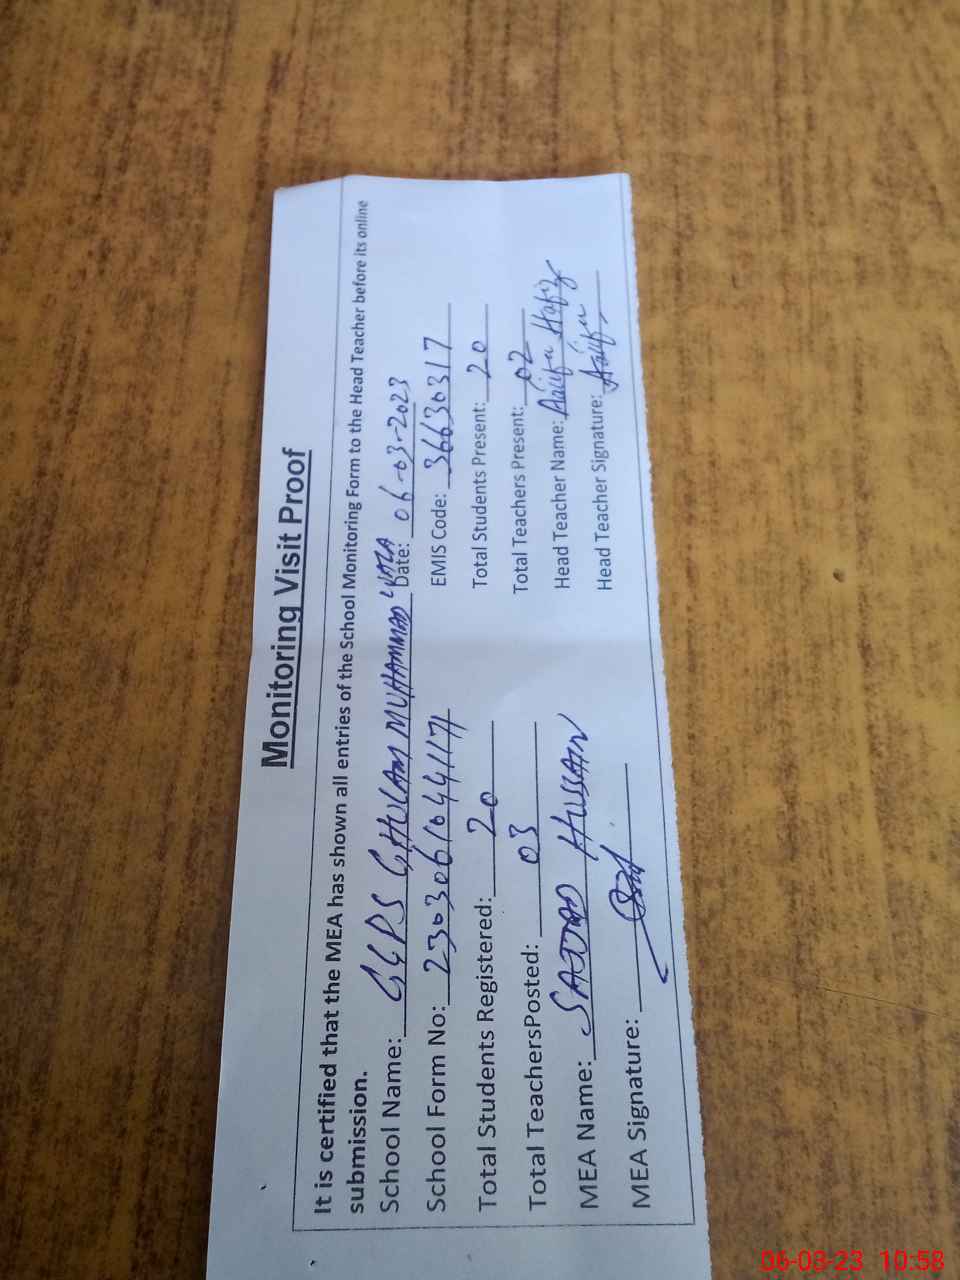 Monitoring Visit Proof
It is certified that the MEA has shown all entries of the School Monitoring Form to the Head Teacher before its online
submission.
School Name: GGPS GHULAM MUHAMMAD WALA Date: 06-03-2023
School Form No: 23030610441171 EMIS Code: 36630317
Total Students Registered: 20 Total Students Present: 20
Total TeachersPosted: 03 Total Teachers Present: 02
MEA Name: SAJJAD HUSSAIN Head Teacher Name: Hafiz
MEA Signature: Head Teacher Signature:
06-03-23 10:58